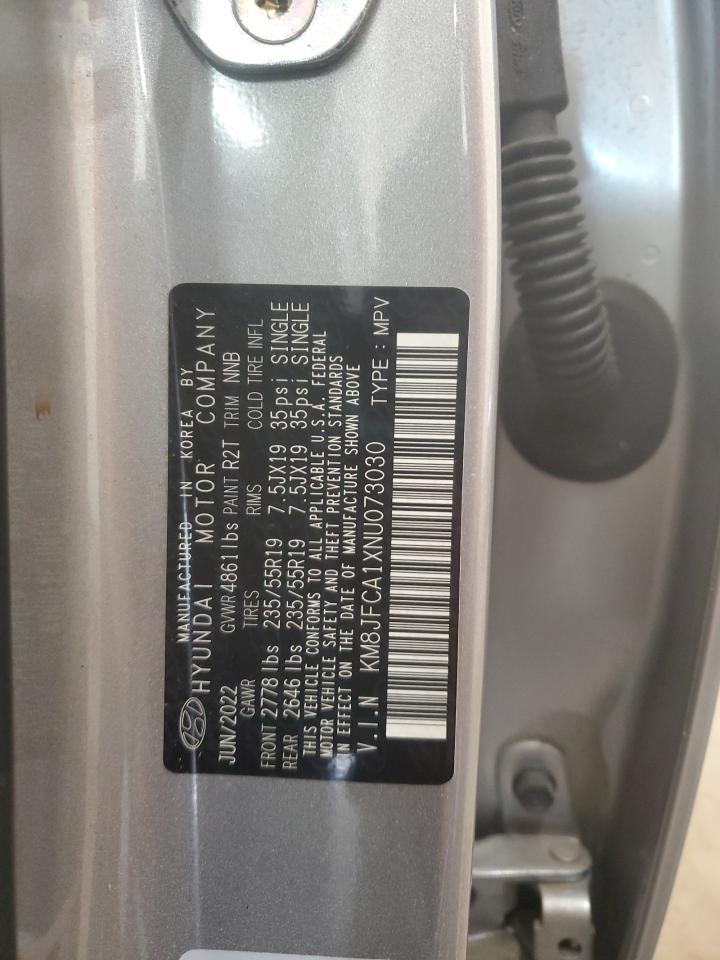 MANUFACTURED IN KOREA BY
HYUNDAI MOTOR COMPANY
JUN/2022 GVWR 4861 lbs PAINT R2T TRIM NNB
GAWR TIRES RIMS COLD TIRE INFL
FRONT 2778 lbs 235/55R19 7.5JX19 35psi SINGLE
REAR 2646 lbs 235/55R19 7.5JX19 35psi SINGLE
THIS VEHICLE CONFORMS TO ALL APPLICABLE U.S.A. FEDERAL
MOTOR VEHICLE SAFETY AND THEFT PREVENTION STANDARDS
IN EFFECT ON THE DATE OF MANUFACTURE SHOWN ABOVE
V.I.N KM8JFCA1XNU073030 TYPE : MPV